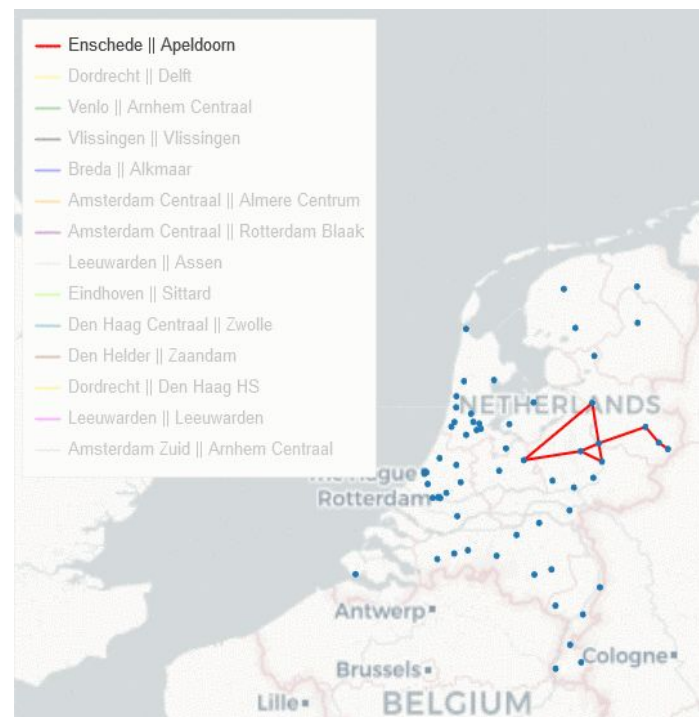 Enschede || Apeldoorn
Dordrecht || Delft
Venlo || Arnhem Centraal
Vlissingen || Vlissingen
Breda || Alkmaar
Amsterdam Centraal || Almere Centrum
Amsterdam Centraal || Rotterdam Blaak
Leeuwarden || Assen
Eindhoven || Sittard
Den Haag Centraal || Zwolle
Den Helder || Zaandam
Dordrecht || Den Haag HS
Leeuwarden || Leeuwarden
Amsterdam Zuid || Arnhem Centraal
NETHERLANDS
The Hague
Rotterdam
Antwerp
Cologne
Brussels
Lille
BELGIUM